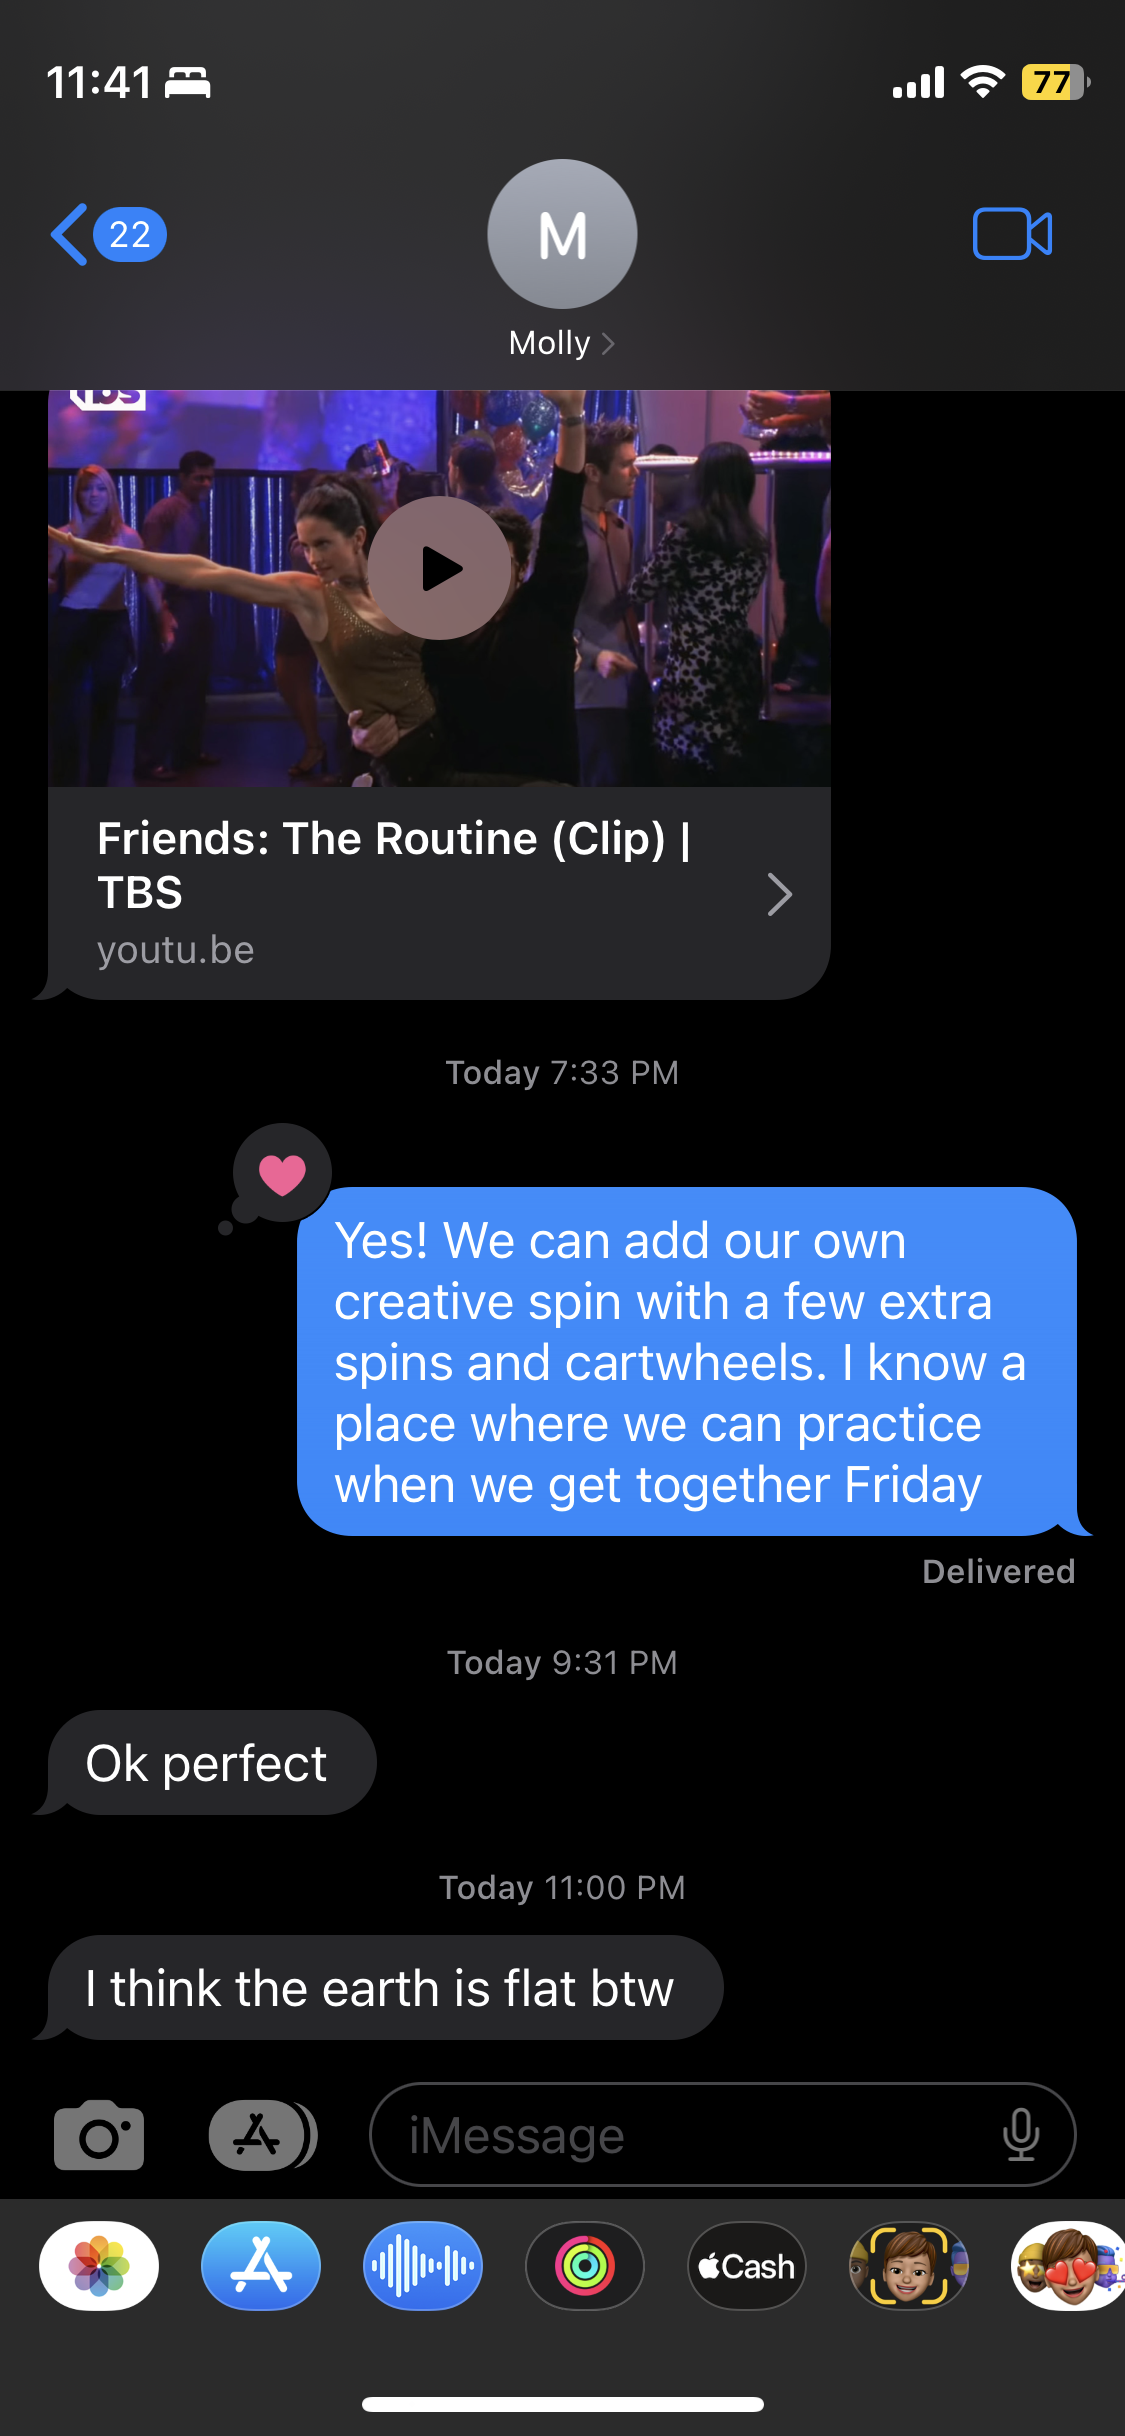 11:41
77
22
M
Molly
tbs
Friends: The Routine (Clip) |
TBS
youtu.be
Today 7:33 PM
Yes! We can add our own
creative spin with a few extra
spins and cartwheels. I know a
place where we can practice
when we get together Friday
Delivered
Today 9:31 PM
Ok perfect
Today 11:00 PM
I think the earth is flat btw
iMessage
Cash